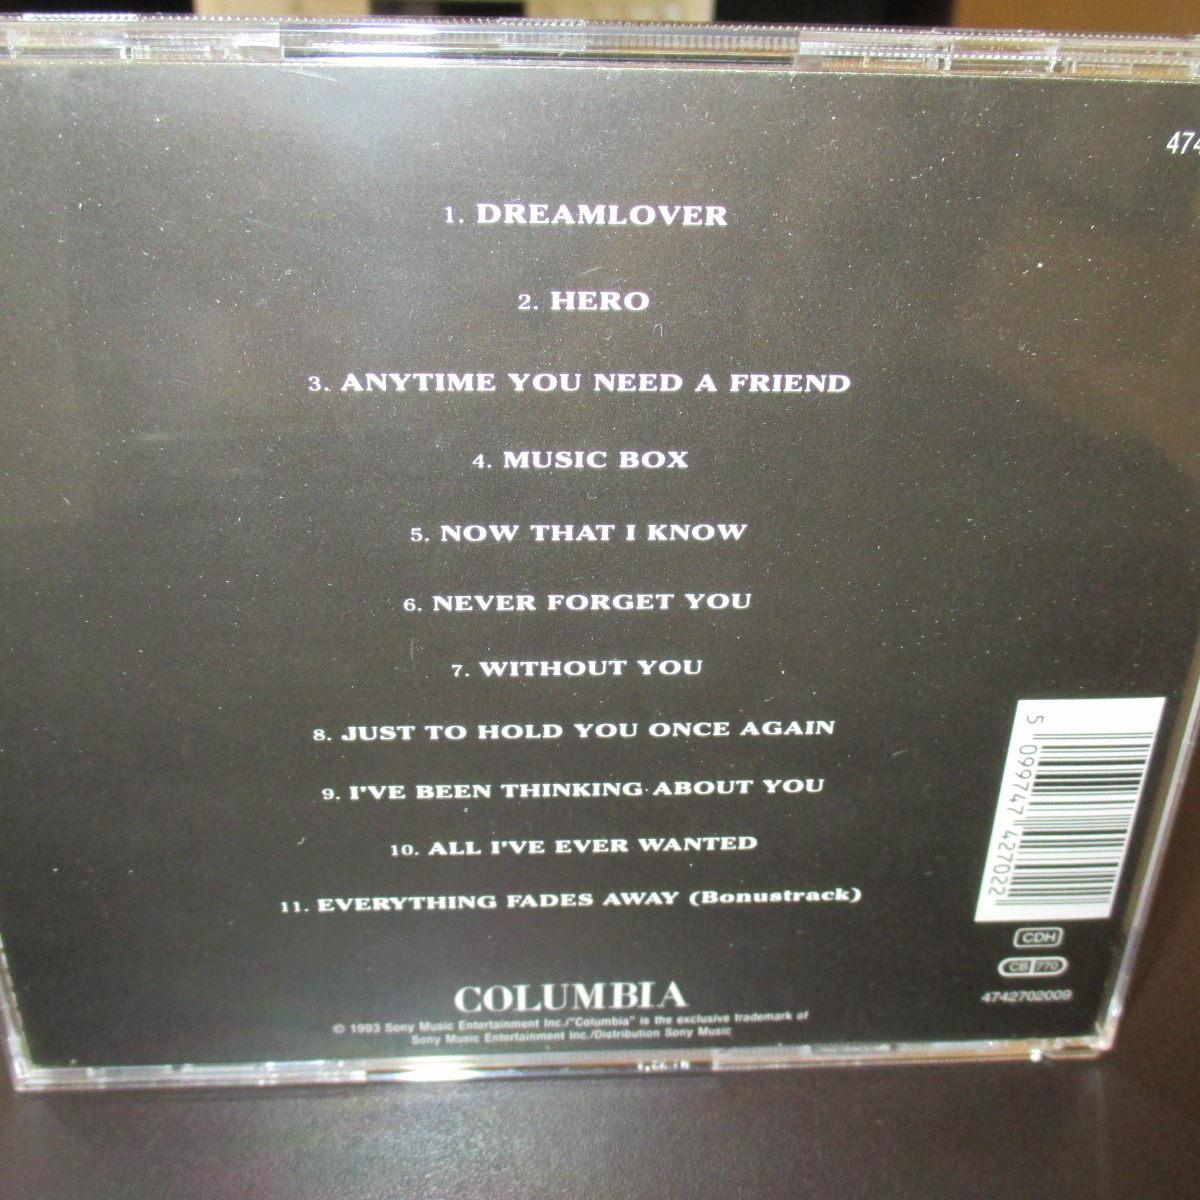 474
1. DREAMLOVER
2. HERO
3. ANYTIME YOU NEED A FRIEND
4. MUSIC BOX
5. NOW THAT I KNOW
6. NEVER FORGET YOU
7. WITHOUT YOU
8. JUST TO HOLD YOU ONCE AGAIN
9. I'VE BEEN THINKING ABOUT YOU
10. ALL I'VE EVER WANTED
11. EVERYTHING FADES AWAY (Bonustrack)
5 099747 427022
CDH
CB 770
4742702009
COLUMBIA
© 1993 Sony Music Entertainment Inc./"Columbia" is the exclusive trademark of
Sony Music Entertainment Inc./Distribution Sony Music